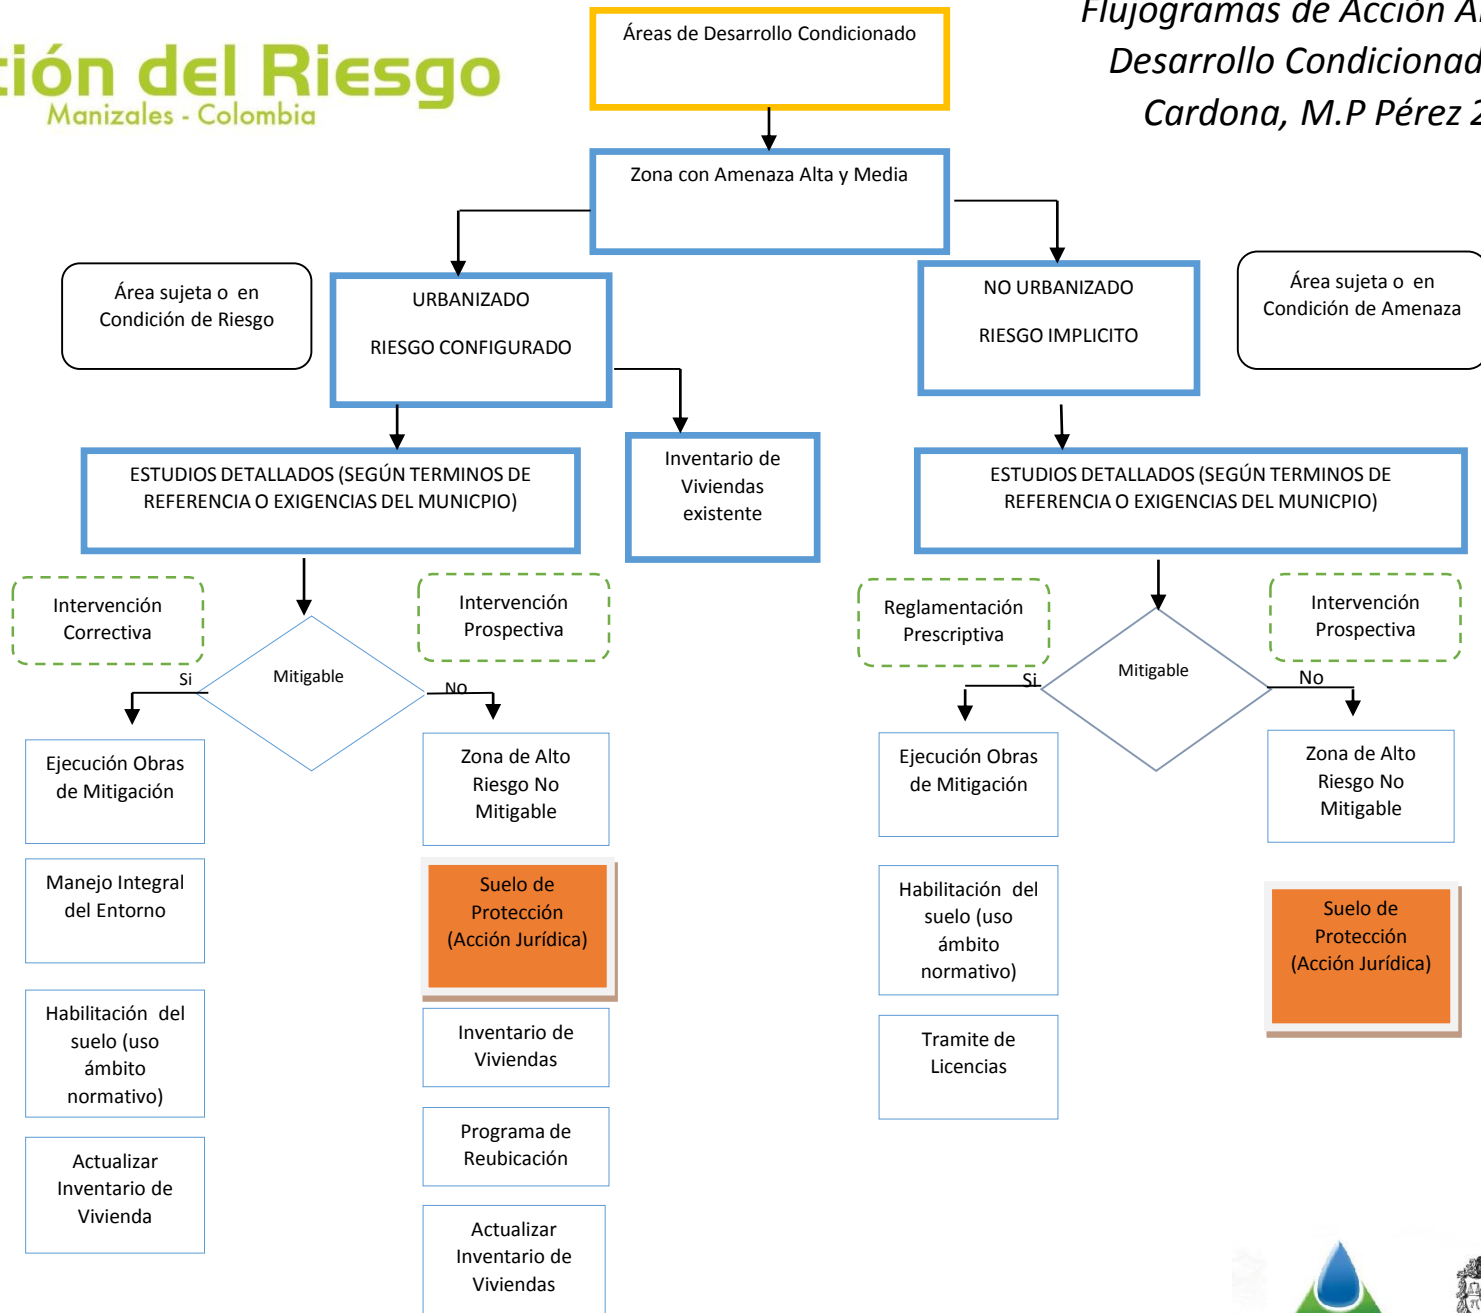 ción del Riesgo
Manizales - Colombia
Flujogramas de Acción
Desarrollo Condicionad
Cardona, M.P Pérez 2
Áreas de Desarrollo Condicionado
Zona con Amenaza Alta y Media
Área sujeta o en
Condición de Riesgo
URBANIZADO
RIESGO CONFIGURADO
NO URBANIZADO
RIESGO IMPLICITO
Área sujeta o en
Condición de Amenaza
ESTUDIOS DETALLADOS (SEGÚN TERMINOS DE
REFERENCIA O EXIGENCIAS DEL MUNICPIO)
Inventario de
Viviendas
existente
ESTUDIOS DETALLADOS (SEGÚN TERMINOS DE
REFERENCIA O EXIGENCIAS DEL MUNICPIO)
Intervención
Correctiva
Mitigable
Si
No
Intervención
Prospectiva
Reglamentación
Prescriptiva
Mitigable
Si
No
Intervención
Prospectiva
Ejecución Obras
de Mitigación
Manejo Integral
del Entorno
Habilitación del
suelo (uso
ámbito
normativo)
Actualizar
Inventario de
Vivienda
Zona de Alto
Riesgo No
Mitigable
Suelo de
Protección
(Acción Jurídica)
Inventario de
Viviendas
Programa de
Reubicación
Actualizar
Inventario de
Viviendas
Ejecución Obras
de Mitigación
Habilitación del
suelo (uso
ámbito
normativo)
Tramite de
Licencias
Zona de Alto
Riesgo No
Mitigable
Suelo de
Protección
(Acción Jurídica)